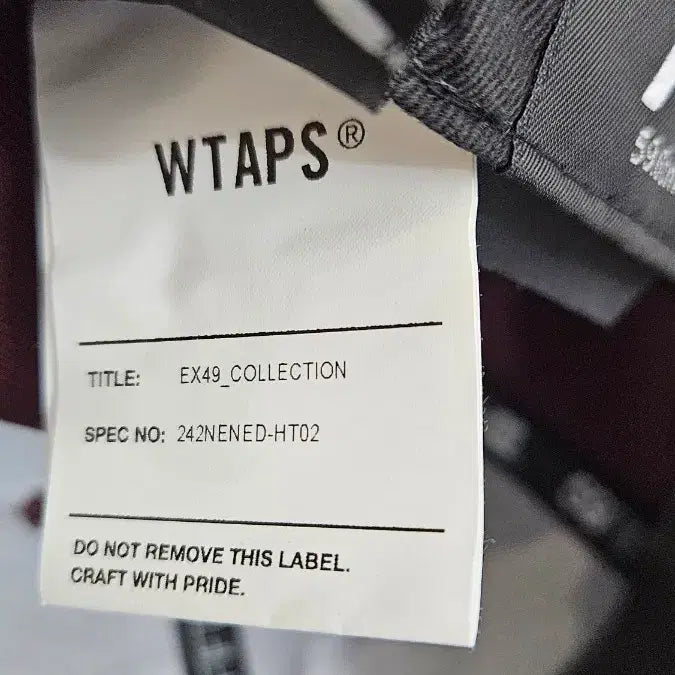 WTAPS®
TITLE: EX49_COLLECTION
SPEC NO: 242NENED-HT02
DO NOT REMOVE THIS LABEL.
CRAFT WITH PRIDE.